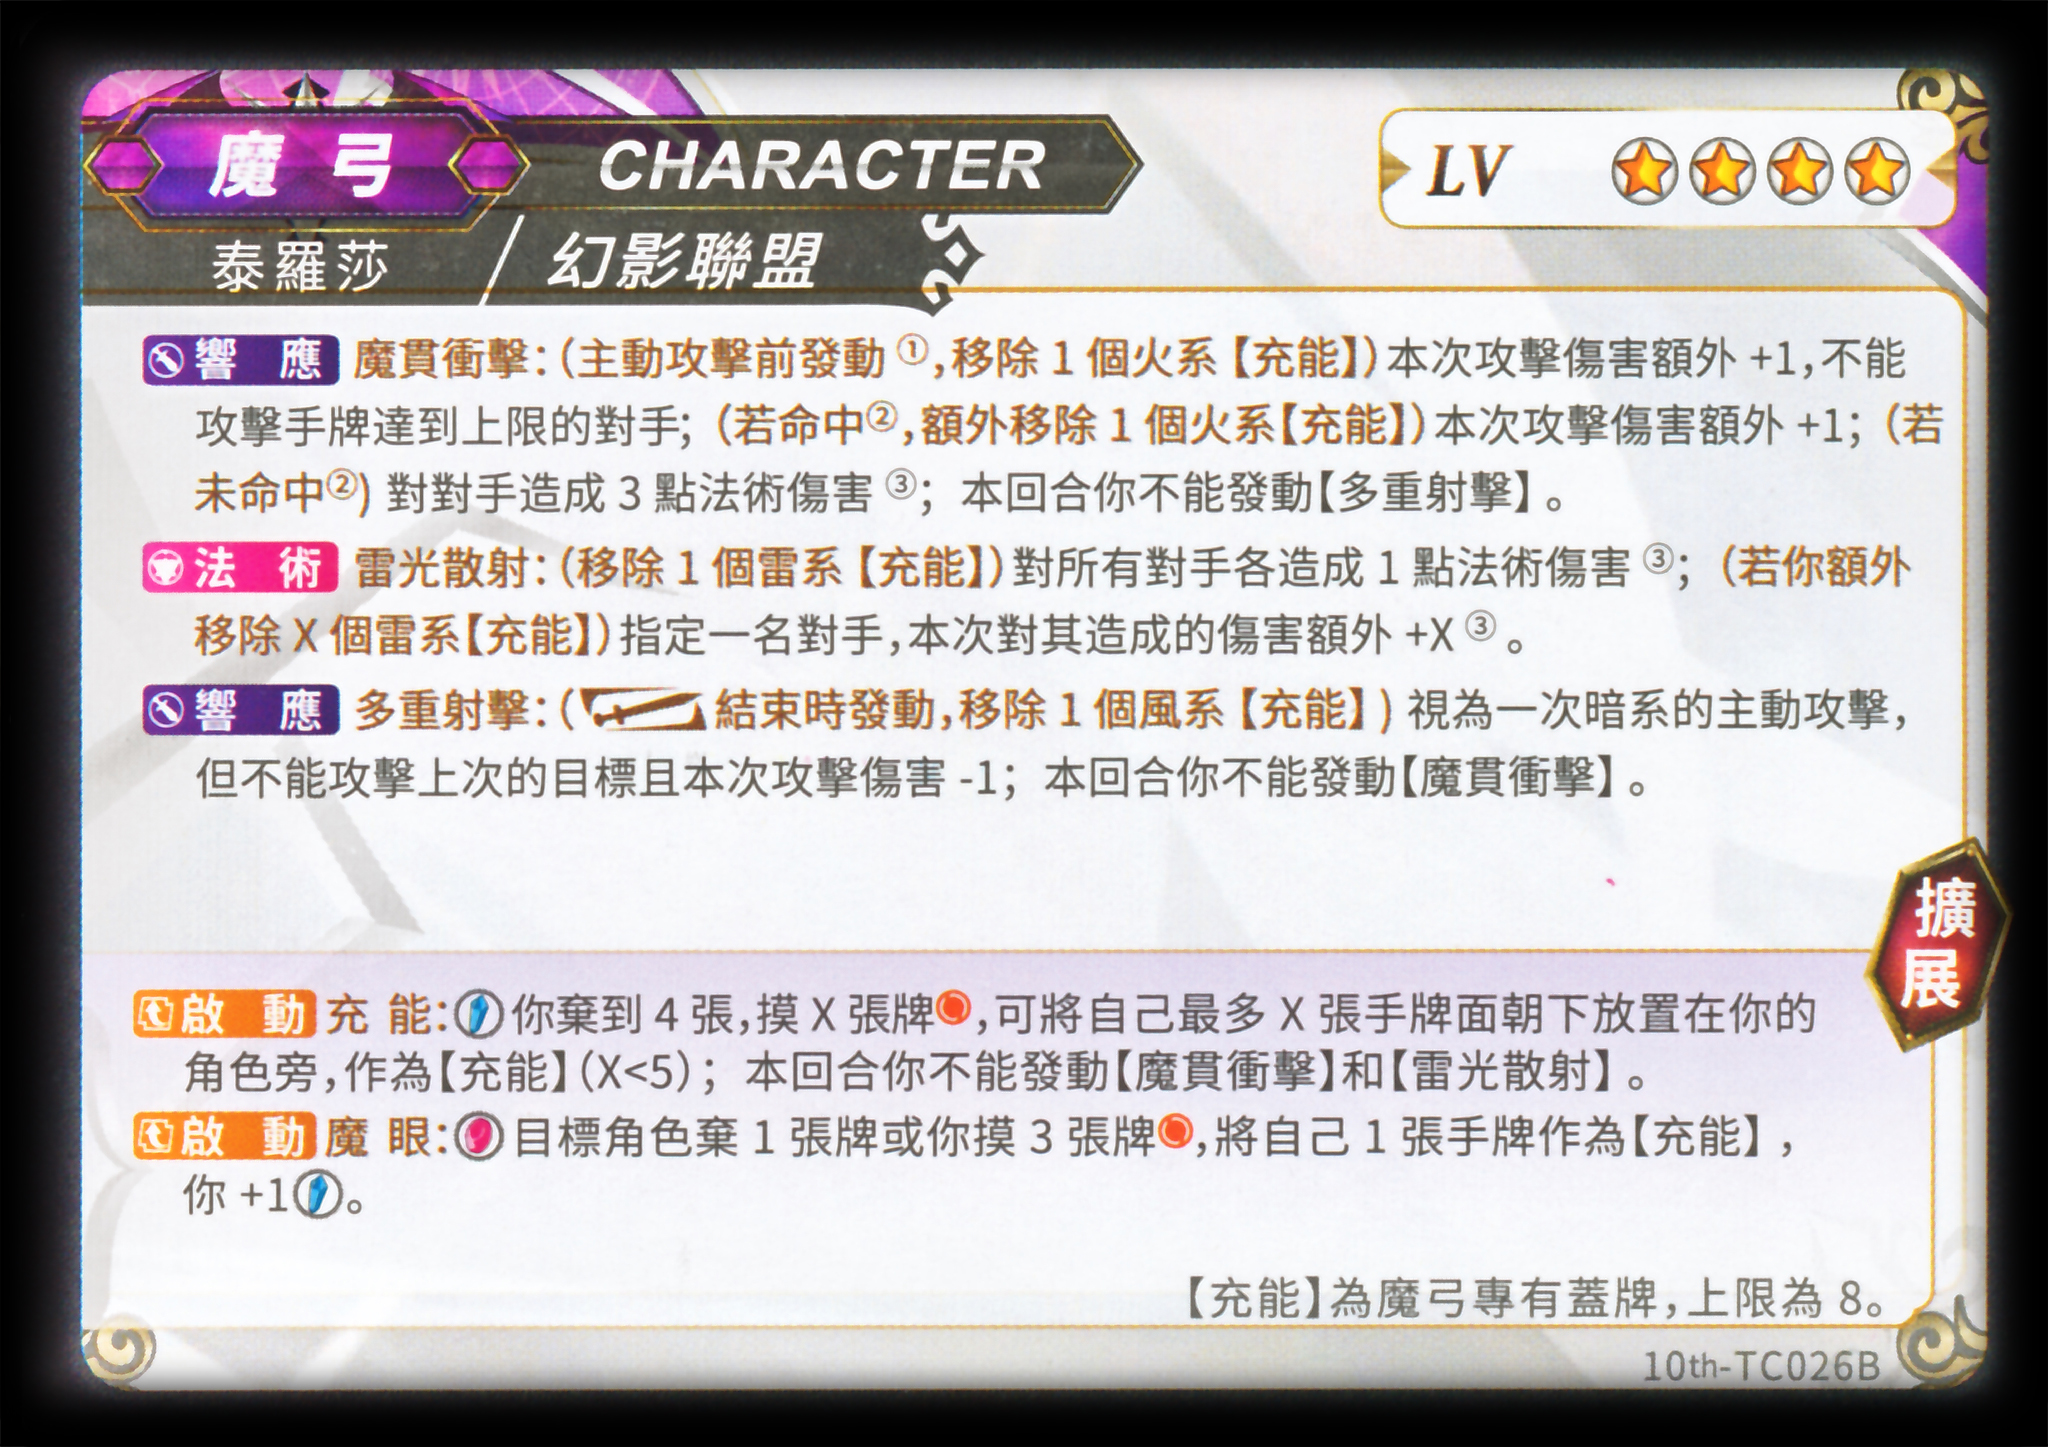 魔弓
CHARACTER
LV
泰羅莎 / 幻影聯盟
響應 魔貫衝擊:(主動攻擊前發動①,移除1個火系【充能】)本次攻擊傷害額外+1,不能
攻擊手牌達到上限的對手;(若命中②,額外移除1個火系【充能】)本次攻擊傷害額外+1;(若
未命中②)對對手造成3點法術傷害③;本回合你不能發動【多重射擊】。
法術 雷光散射:(移除1個雷系【充能】)對所有對手各造成1點法術傷害③;(若你額外
移除X個雷系【充能】)指定一名對手,本次對其造成的傷害額外+X③。
響應 多重射擊:(結束時發動,移除1個風系【充能】)視為一次暗系的主動攻擊,
但不能攻擊上次的目標且本次攻擊傷害-1;本回合你不能發動【魔貫衝擊】。
擴展
啟動 充能:你棄到4張,摸X張牌,可將自己最多X張手牌面朝下放置在你的
角色旁,作為【充能】(X<5);本回合你不能發動【魔貫衝擊】和【雷光散射】。
啟動 魔眼:目標角色棄1張牌或你摸3張牌,將自己1張手牌作為【充能】,
你+1。
【充能】為魔弓專有蓋牌,上限為8。
10th-TC026B